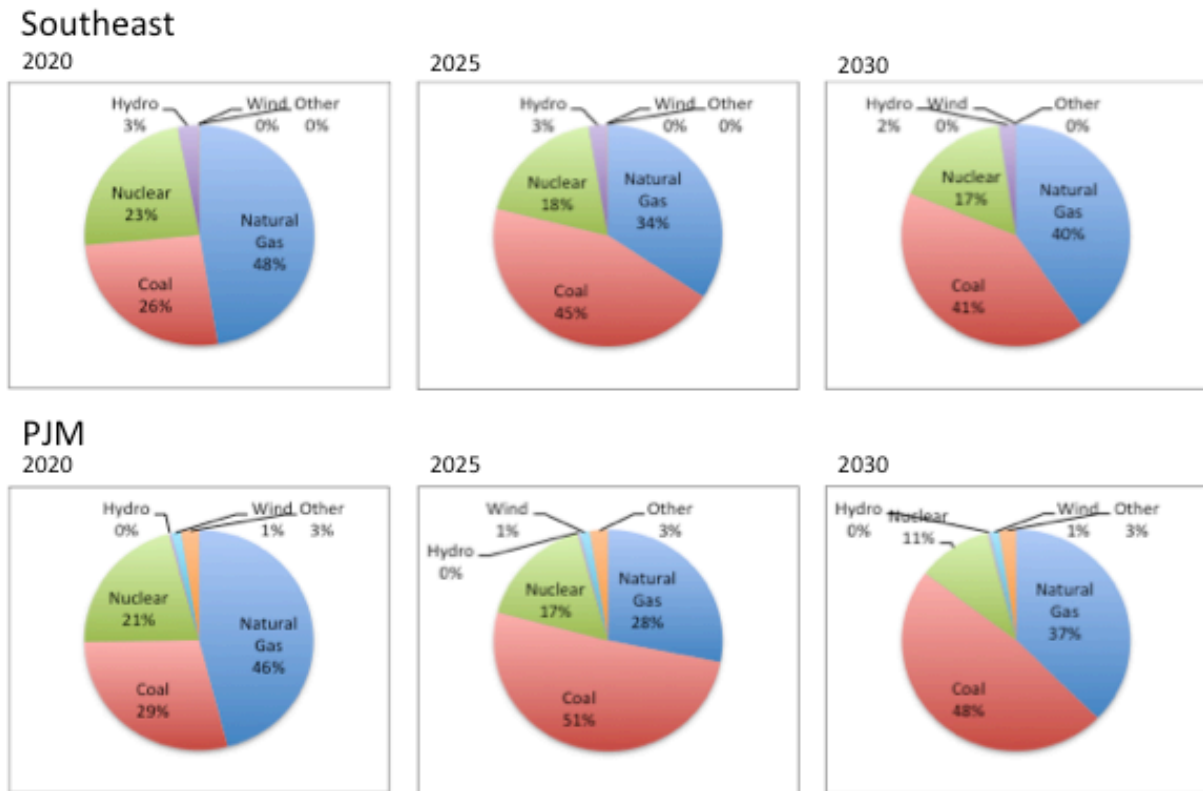 Southeast
2020
Hydro
3%
Wind
0%
Other
0%
Nuclear
23%
Natural
Gas
48%
Coal
26%
2025
Hydro
3%
Wind
0%
Other
0%
Nuclear
18%
Natural
Gas
34%
Coal
45%
2030
Hydro
2%
Wind
0%
Other
0%
Nuclear
17%
Natural
Gas
40%
Coal
41%
PJM
2020
Hydro
0%
Wind
1%
Other
3%
Nuclear
21%
Natural
Gas
46%
Coal
29%
2025
Wind
1%
Other
3%
Hydro
0%
Nuclear
17%
Natural
Gas
28%
Coal
51%
2030
Hydro
0%
Nuclear
11%
Wind
1%
Other
3%
Natural
Gas
37%
Coal
48%